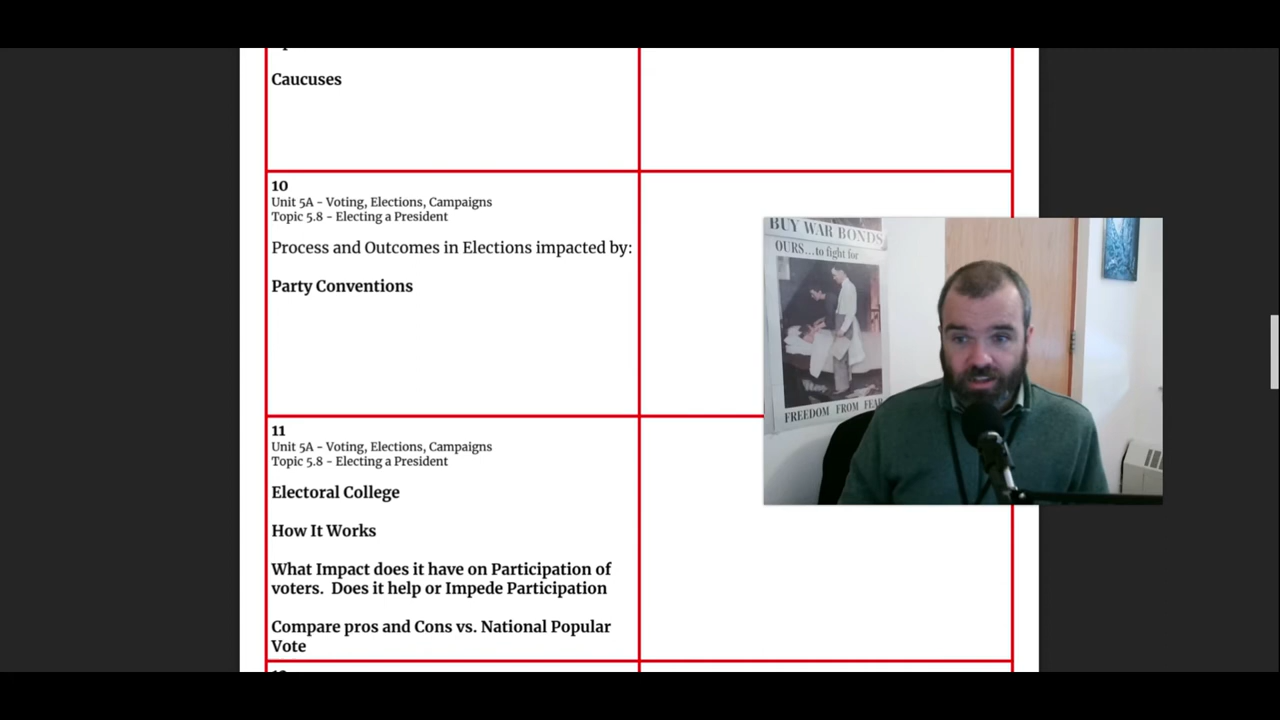 Caucuses
10
Unit 5A - Voting, Elections, Campaigns
Topic 5.8 - Electing a President
Process and Outcomes in Elections impacted by:
Party Conventions
11
Unit 5A - Voting, Elections, Campaigns
Topic 5.8 - Electing a President
Electoral College
How It Works
What Impact does it have on Participation of
voters. Does it help or Impede Participation
Compare pros and Cons vs. National Popular
Vote
BUY WAR BONDS
OURS...to fight for
FREEDOM FROM FEAR